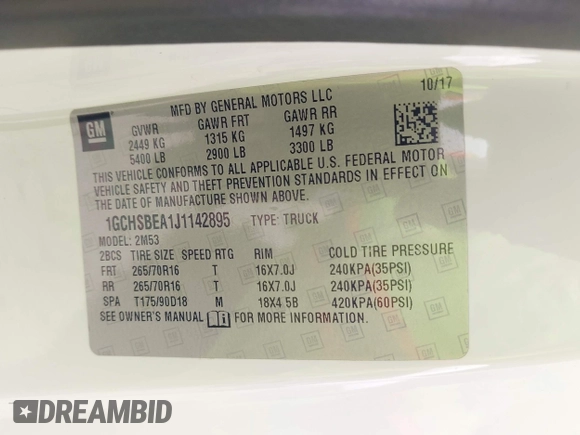 MFD BY GENERAL MOTORS LLC
10/17
GM
GVWR GAWR FRT GAWR RR
2449 KG 1315 KG 1497 KG
5400 LB 2900 LB 3300 LB
THIS VEHICLE CONFORMS TO ALL APPLICABLE U.S. FEDERAL MOTOR
VEHICLE SAFETY AND THEFT PREVENTION STANDARDS IN EFFECT ON
THE DATE OF MANUFACTURE SHOWN ABOVE.
1GCHSBEA1J1142895 TYPE: TRUCK
MODEL: 2M53
2BCS TIRE SIZE SPEED RTG RIM COLD TIRE PRESSURE
FRT 265/70R16 T 16X7.0J 240KPA(35PSI)
RR 265/70R16 T 16X7.0J 240KPA(35PSI)
SPA T175/90D18 M 18X4.5B 420KPA(60PSI)
SEE OWNER'S MANUAL FOR MORE INFORMATION.
DREAMBID